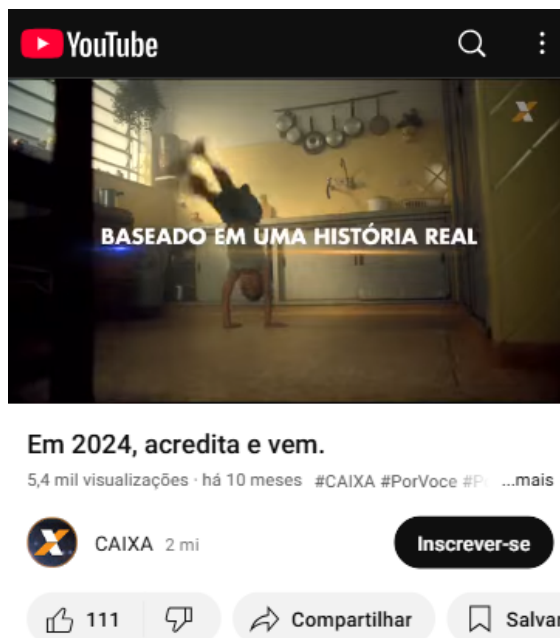 YouTube
BASEADO EM UMA HISTÓRIA REAL
Em 2024, acredita e vem.
5,4 mil visualizações · há 10 meses #CAIXA #PorVoce ...mais
CAIXA 2 mi
Inscrever-se
111
Compartilhar
Salvar